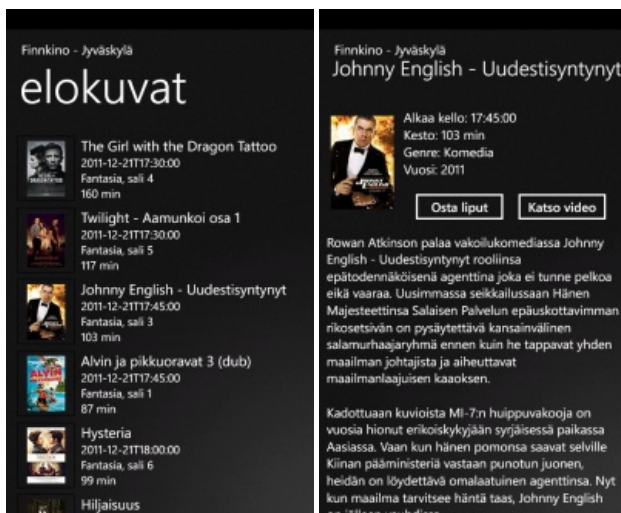 Finnkino - Jyväskylä
elokuvat
The Girl with the Dragon Tattoo
2011-12-21T17:30:00
Fantasia, sali 4
160 min
Twilight - Aamunkoi osa 1
2011-12-21T17:30:00
Fantasia, sali 5
117 min
Johnny English - Uudestisyntynyt
2011-12-21T17:45:00
Fantasia, sali 3
103 min
Alvin ja pikkuoravat 3 (dub)
2011-12-21T17:45:00
Fantasia, sali 1
87 min
Hysteria
2011-12-21T18:00:00
Fantasia, sali 6
99 min
Hiljaisuus
Finnkino - Jyväskylä
Johnny English - Uudestisyntynyt
Alkaa kello: 17:45:00
Kesto: 103 min
Genre: Komedia
Vuosi: 2011
Osta liput
Katso video
Rowan Atkinson palaa vakoilukomediassa Johnny
English - Uudestisyntynyt rooliinsa
epätodennäköisenä agenttina joka ei tunne pelkoa
eikä vaaraa. Uusimmassa seikkailussaan Hänen
Majesteettinsa Salaisen Palvelun epäuskottavimman
rikosetsivän on pysäytettävä kansainvälinen
salamurhaajaryhmä ennen kuin he tappavat yhden
maailman johtajista ja aiheuttavat
maailmanlaajuisen kaaoksen.
Kadottuaan kuvioista MI-7:n huippuvakooja on
vuosia hionut erikoiskykyjään syrjäisessä paikassa
Aasiassa. Vaan kun hänen pomonsa saavat selville
Kiinan pääministeriä vastaan punotun juonen,
heidän on löydettävä omalaatuinen agenttinsa. Nyt
kun maailma tarvitsee häntä taas, Johnny English